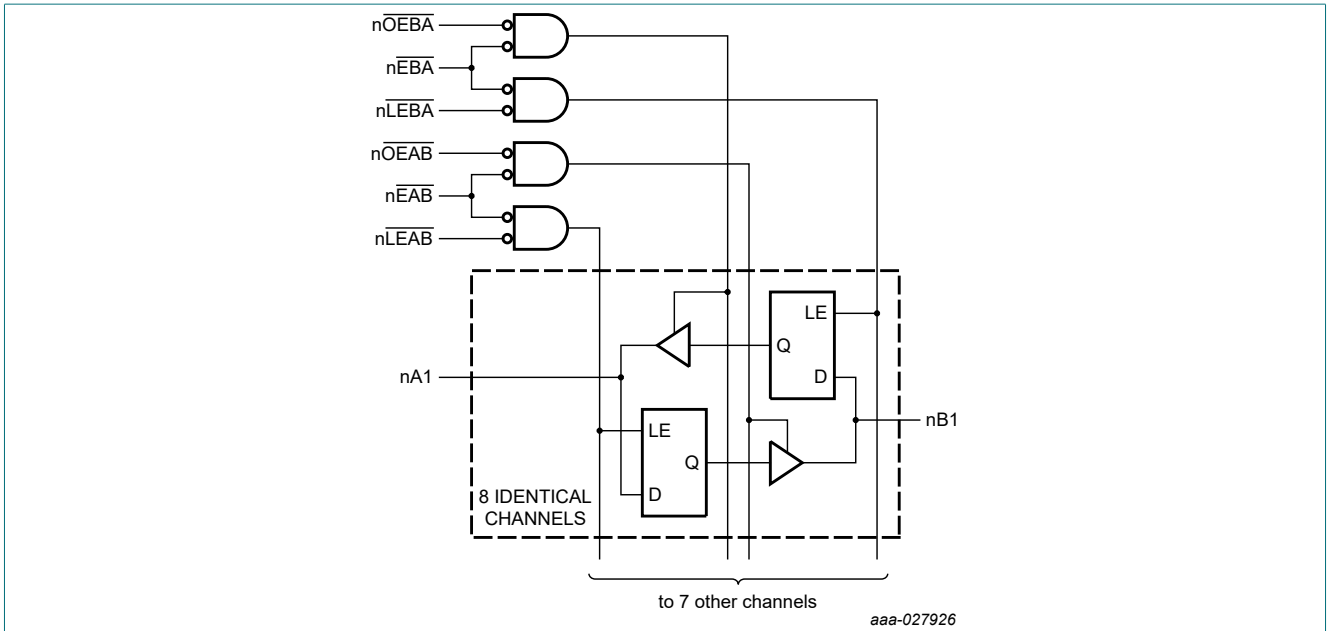 nOEBA
nEBA
nLEBA
nOEAB
nEAB
nLEAB
LE
Q
D
nA1
LE
Q
D
nB1
8 IDENTICAL
CHANNELS
to 7 other channels
aaa-027926